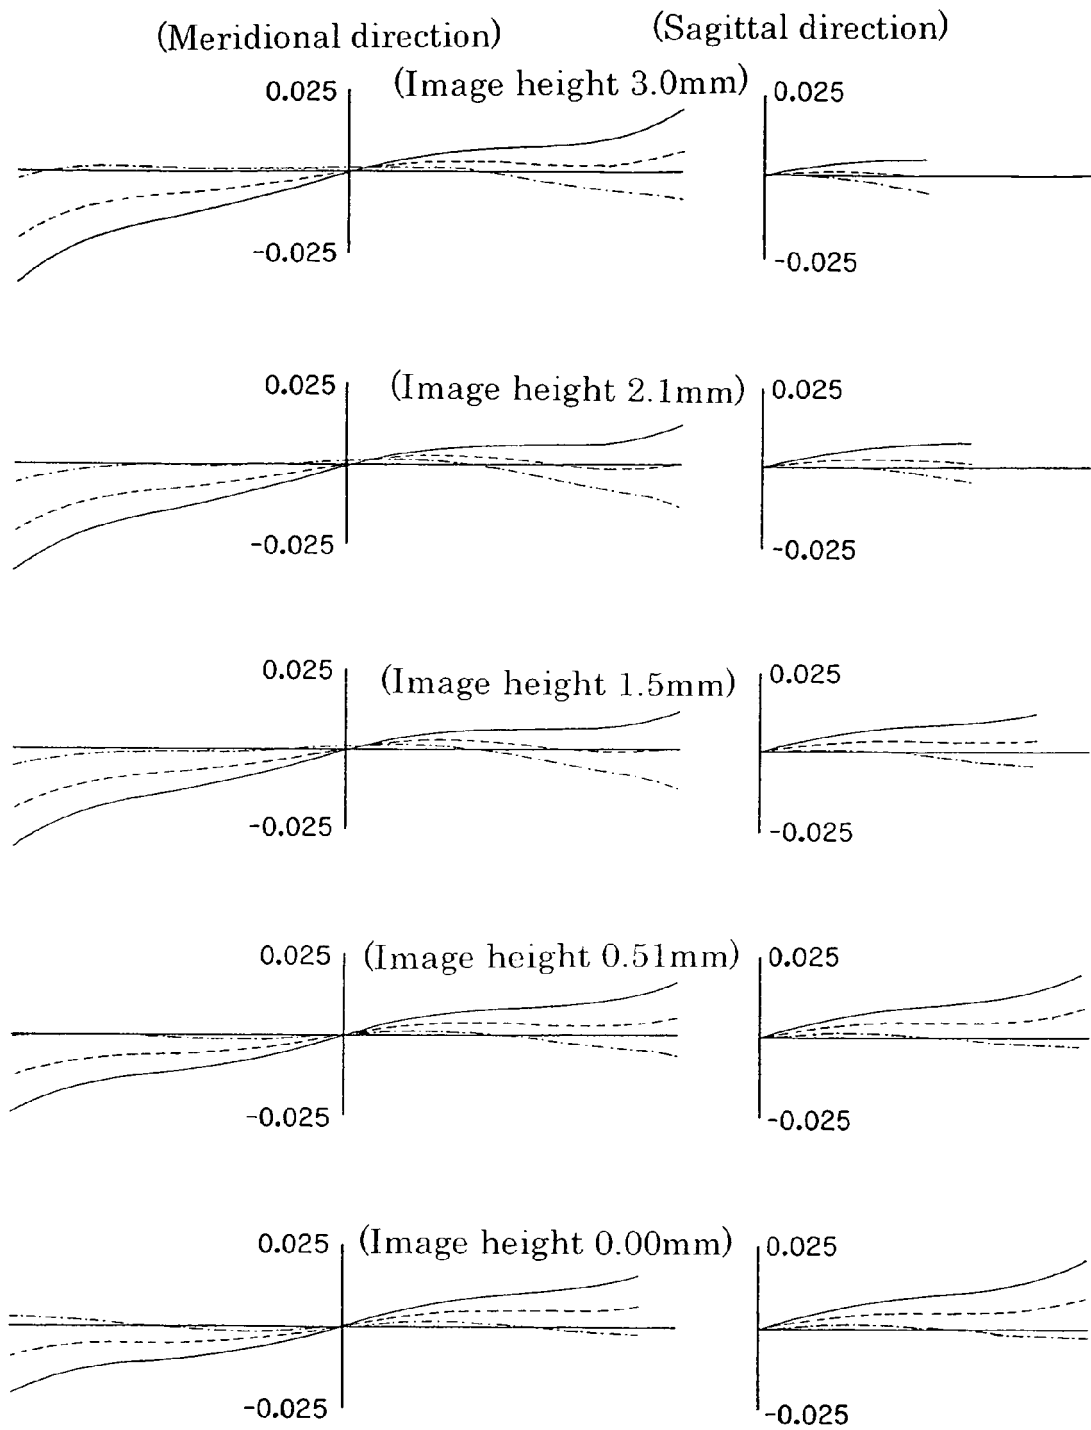 (Meridional direction) (Sagittal direction)
(Image height 3.0mm)
0.025 0.025
-0.025 -0.025
(Image height 2.1mm)
0.025 0.025
-0.025 -0.025
(Image height 1.5mm)
0.025 0.025
-0.025 -0.025
(Image height 0.51mm)
0.025 0.025
-0.025 -0.025
(Image height 0.00mm)
0.025 0.025
-0.025 -0.025